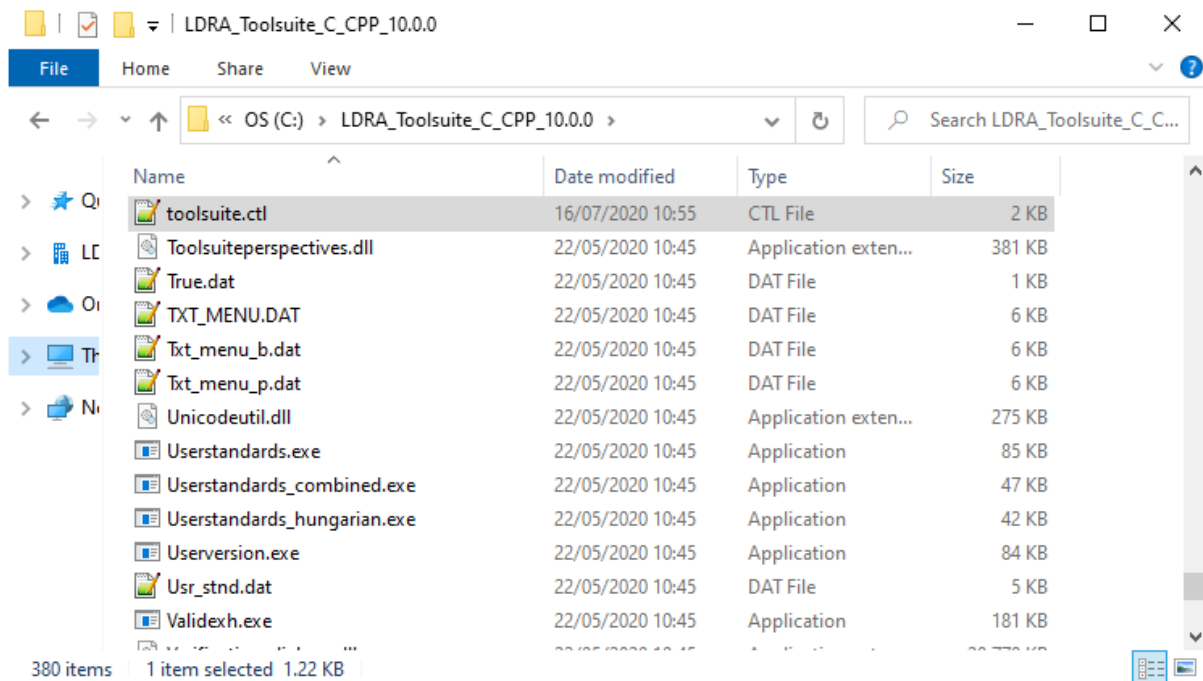 LDRA_Toolsuite_C_CPP_10.0.0
File Home Share View
« OS (C:) > LDRA_Toolsuite_C_CPP_10.0.0 > Search LDRA_Toolsuite_C_C...
Name Date modified Type Size
toolsuite.ctl 16/07/2020 10:55 CTL File 2 KB
Toolsuiteperspectives.dll 22/05/2020 10:45 Application exten... 381 KB
True.dat 22/05/2020 10:45 DAT File 1 KB
TXT_MENU.DAT 22/05/2020 10:45 DAT File 6 KB
Txt_menu_b.dat 22/05/2020 10:45 DAT File 6 KB
Txt_menu_p.dat 22/05/2020 10:45 DAT File 6 KB
Unicodeutil.dll 22/05/2020 10:45 Application exten... 275 KB
Userstandards.exe 22/05/2020 10:45 Application 85 KB
Userstandards_combined.exe 22/05/2020 10:45 Application 47 KB
Userstandards_hungarian.exe 22/05/2020 10:45 Application 42 KB
Userversion.exe 22/05/2020 10:45 Application 84 KB
Usr_stnd.dat 22/05/2020 10:45 DAT File 5 KB
Validexh.exe 22/05/2020 10:45 Application 181 KB
380 items 1 item selected 1.22 KB